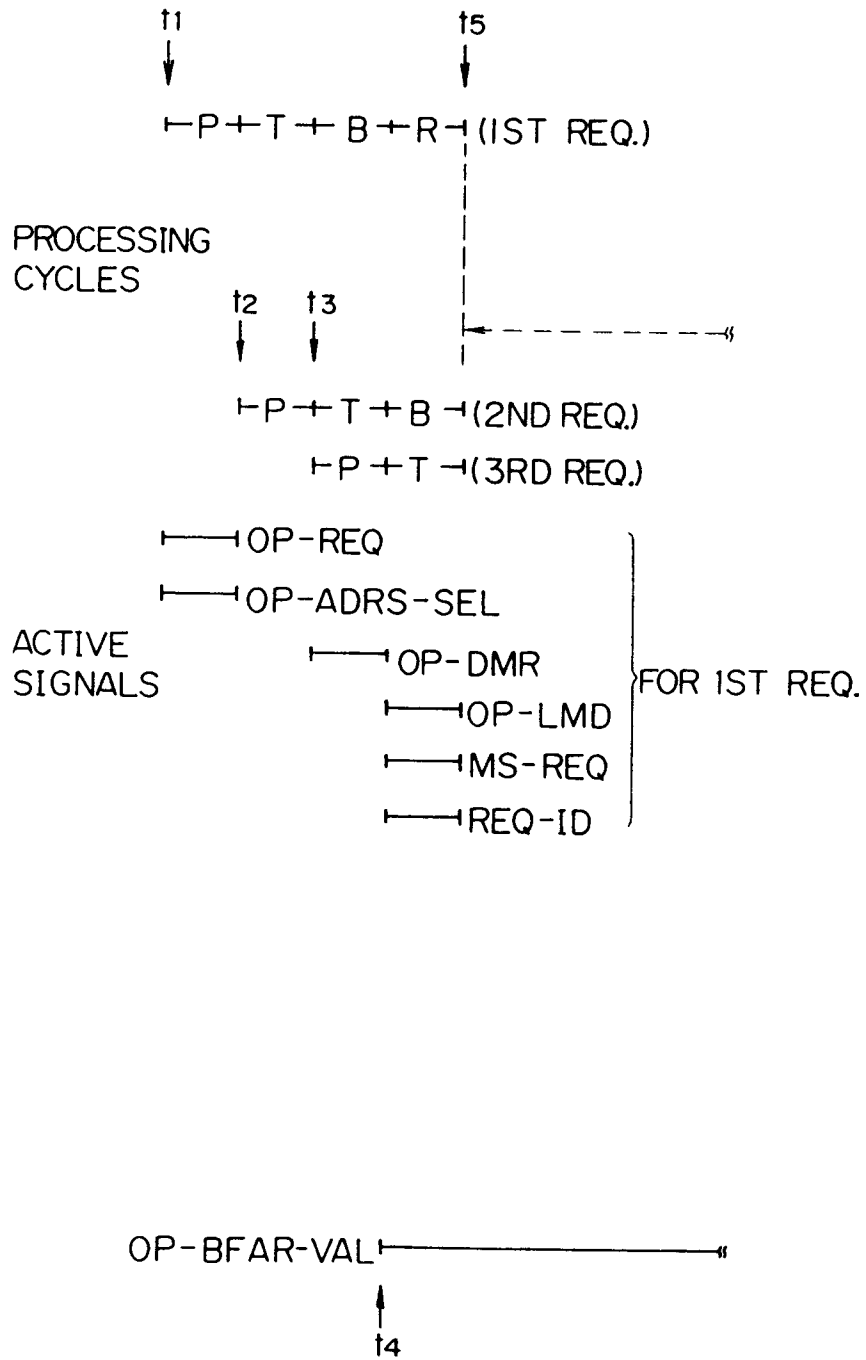 t1 t5
P T B R (1ST REQ.)
PROCESSING
CYCLES
t2 t3
P T B (2ND REQ.)
P T (3RD REQ.)
OP-REQ
OP-ADRS-SEL
ACTIVE
SIGNALS
OP-DMR
FOR 1ST REQ.
OP-LMD
MS-REQ
REQ-ID
OP-BFAR-VAL
t4